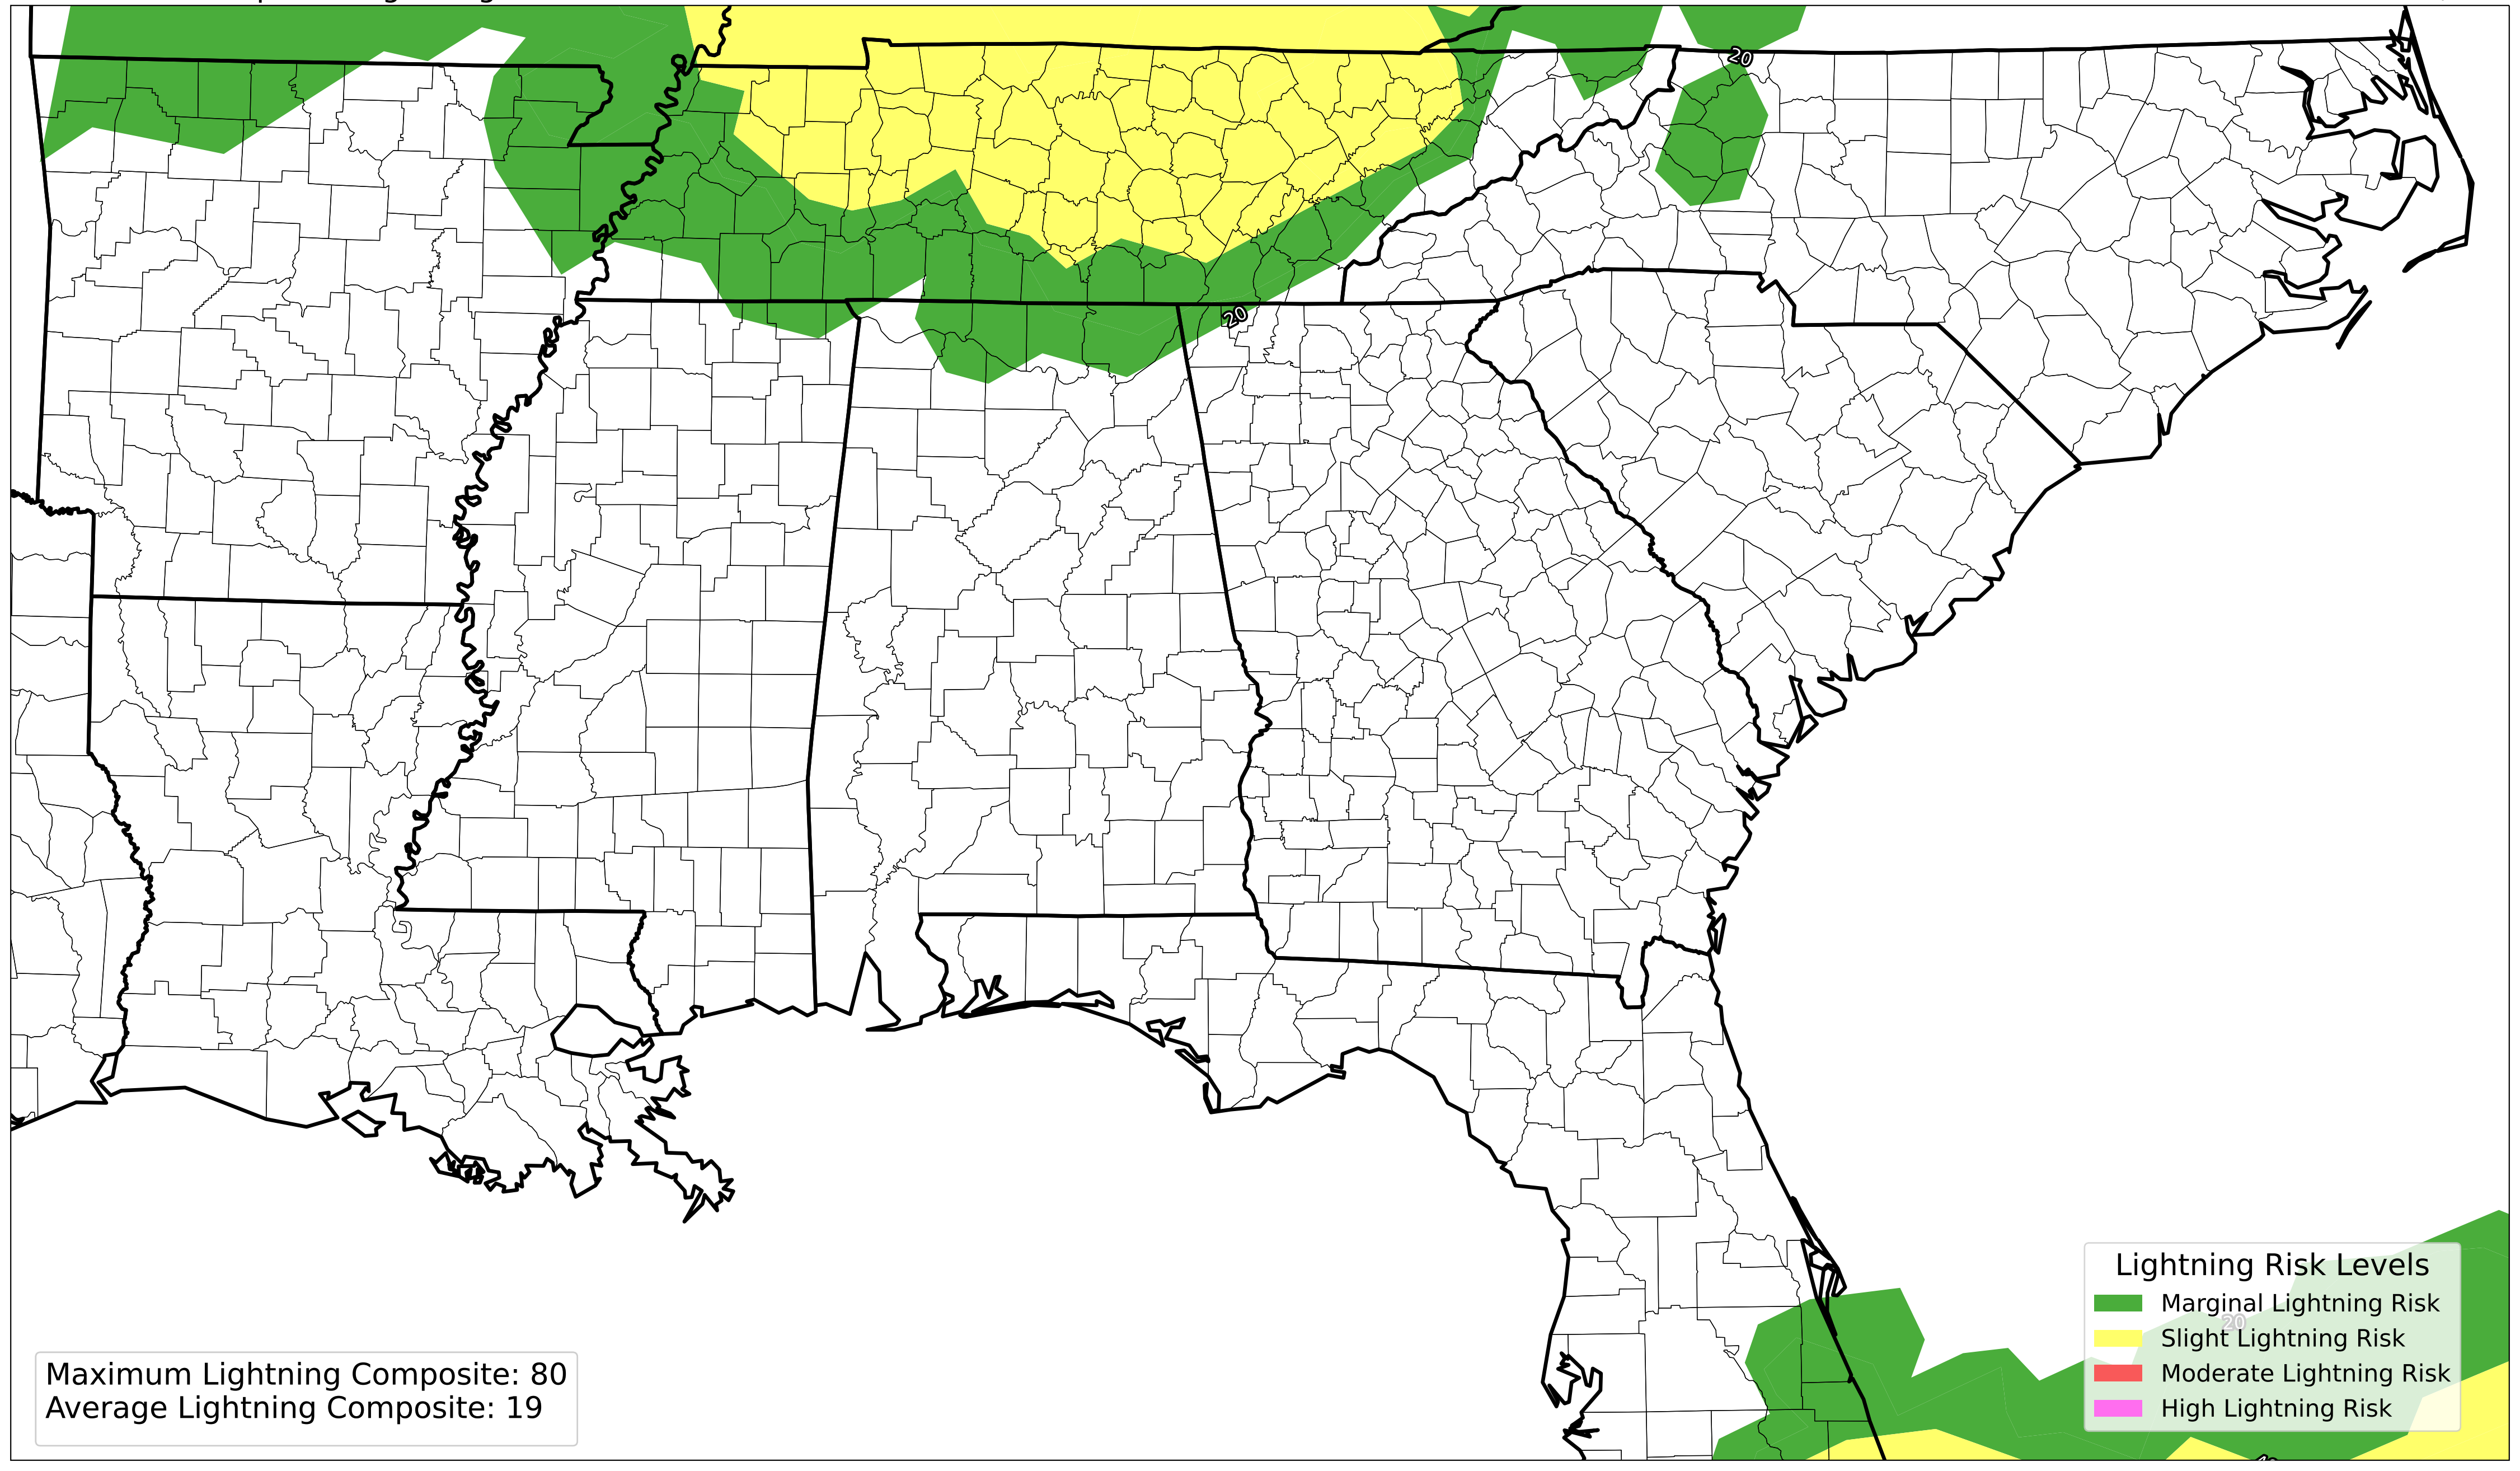 20
20
Lightning Risk Levels
20
Marginal Lightning Risk
Slight Lightning Risk
Moderate Lightning Risk
High Lightning Risk
Maximum Lightning Composite: 80
Average Lightning Composite: 19